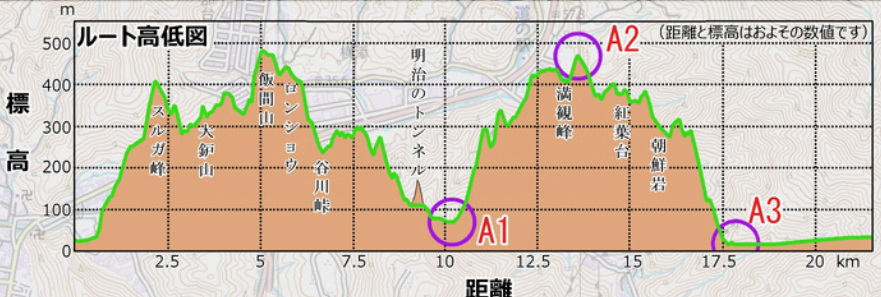 m
ルート高低図
(距離と標高はおよその数値です)
500
400
300
200
100
0
標高
スルガ峰
大鈩山
飯間山
ロンショウ
谷川峠
明治のトンネル
満観峰
紅葉台
朝鮮岩
A1
A2
A3
2.5
5
7.5
10
12.5
15
17.5
20
km
距離